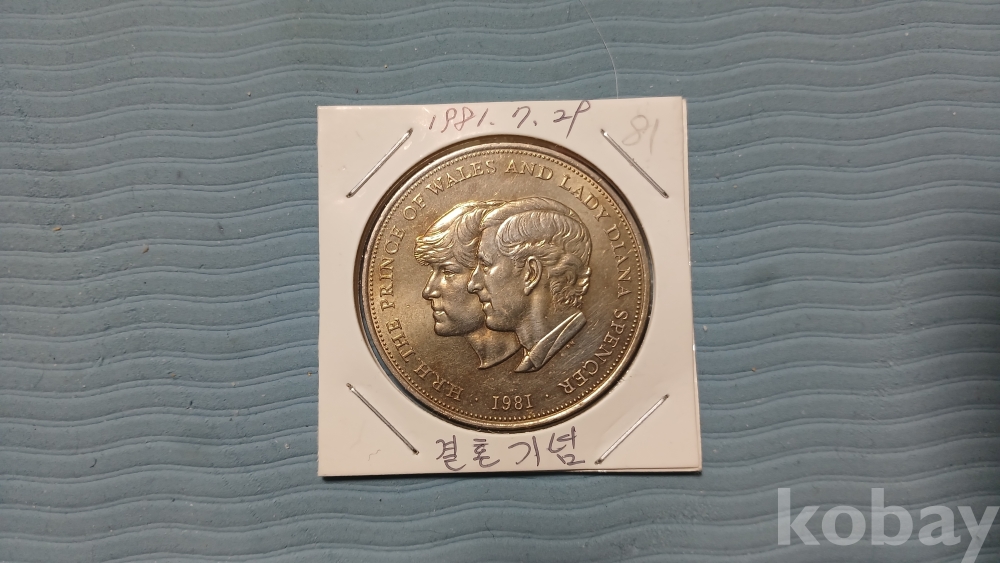 1981. 7. 29
81
H.R.H. THE PRINCE OF WALES AND LADY DIANA SPENCER
· 1981 ·
결혼기념
kobay